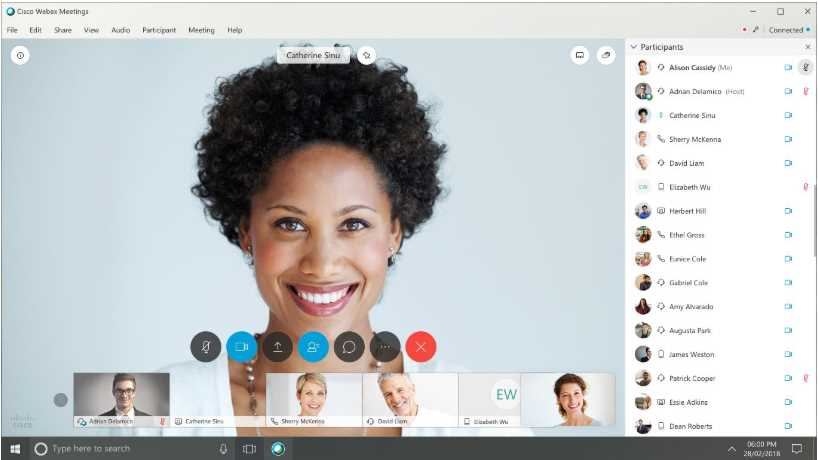 Cisco Webex Meetings
File Edit Share View Audio Participant Meeting Help
Connected
Catherine Sinu
Participants
Alison Cassidy (Me)
Adnan Delamico (Host)
Catherine Sinu
Sherry McKenna
David Liam
EW Elizabeth Wu
Herbert Hill
Ethel Gross
Eunice Cole
Gabriel Cole
Amy Alvarado
Augusta Park
James Weston
Patrick Cooper
Essie Adkins
Dean Roberts
EW
Adnan Delamico Catherine Sinu Sherry McKenna David Liam Elizabeth Wu
CISCO
Type here to search
06:00 PM
28/02/2018